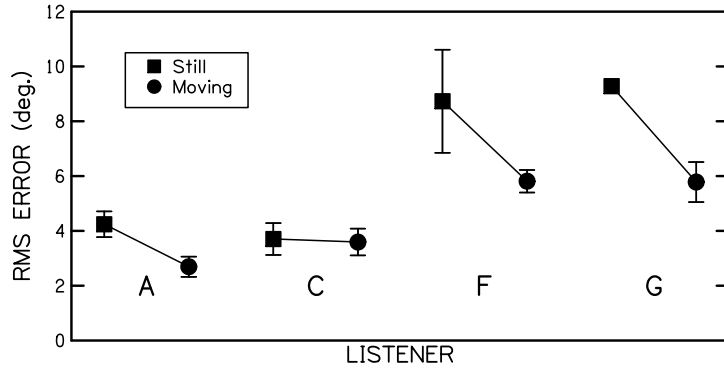 12
10
8
6
4
2
0
RMS ERROR (deg.)
Still
Moving
A C F G
LISTENER